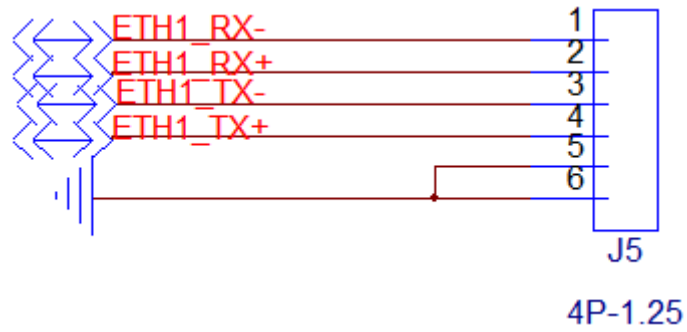 ETH1_RX- 1
ETH1_RX+ 2
ETH1_TX- 3
ETH1_TX+ 4
5
6
J5
4P-1.25